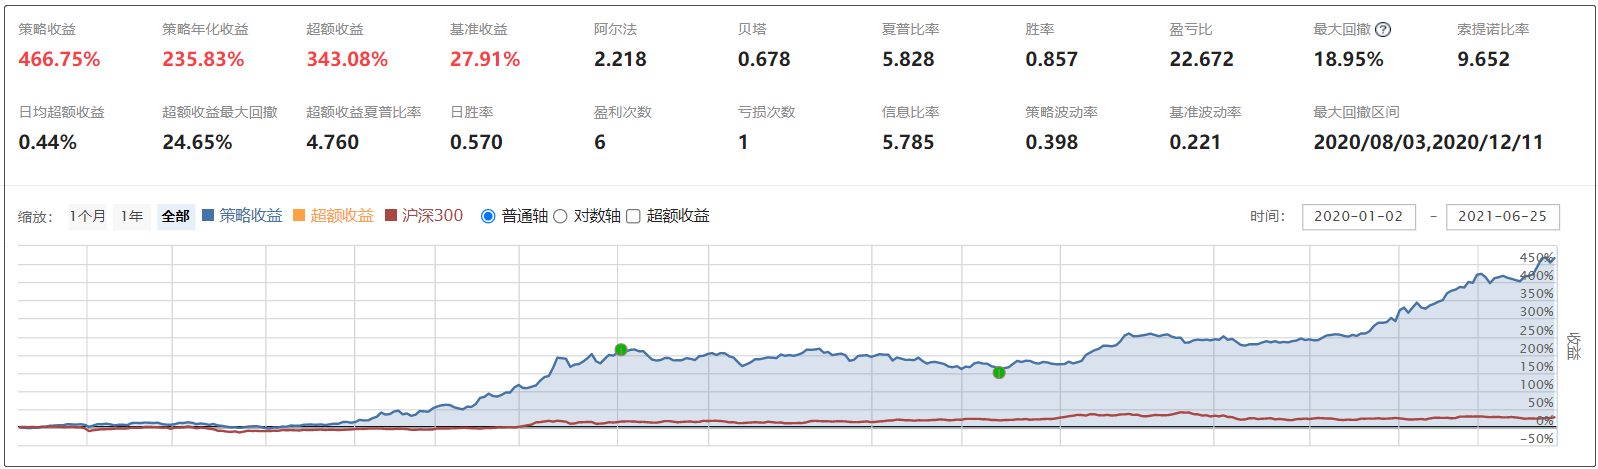 策略收益 策略年化收益 超额收益 基准收益 阿尔法 贝塔 夏普比率 胜率 盈亏比 最大回撤 ? 索提诺比率
466.75% 235.83% 343.08% 27.91% 2.218 0.678 5.828 0.857 22.672 18.95% 9.652
日均超额收益 超额收益最大回撤 超额收益夏普比率 日胜率 盈利次数 亏损次数 信息比率 策略波动率 基准波动率 最大回撤区间
0.44% 24.65% 4.760 0.570 6 1 5.785 0.398 0.221 2020/08/03,2020/12/11
缩放: 1个月 1年 全部 策略收益 超额收益 沪深300 普通轴 对数轴 超额收益 时间: 2020-01-02 - 2021-06-25
450%
400%
350%
300%
250%
200%
150%
100%
50%
0%
-50%
收益